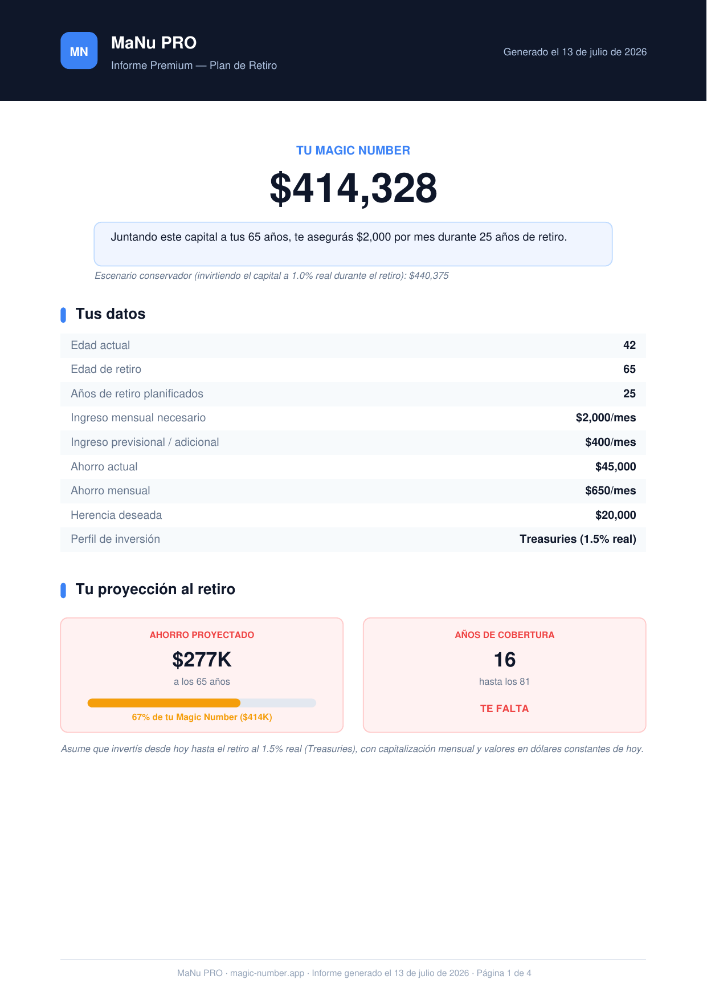 MN
MaNu PRO
Informe Premium — Plan de Retiro
Generado el 13 de julio de 2026
TU MAGIC NUMBER
$414,328
Juntando este capital a tus 65 años, te asegurás $2,000 por mes durante 25 años de retiro.
Escenario conservador (invirtiendo el capital a 1.0% real durante el retiro): $440,375
Tus datos
Edad actual 42
Edad de retiro 65
Años de retiro planificados 25
Ingreso mensual necesario $2,000/mes
Ingreso previsional / adicional $400/mes
Ahorro actual $45,000
Ahorro mensual $650/mes
Herencia deseada $20,000
Perfil de inversión Treasuries (1.5% real)
Tu proyección al retiro
AHORRO PROYECTADO
$277K
a los 65 años
67% de tu Magic Number ($414K)
AÑOS DE COBERTURA
16
hasta los 81
TE FALTA
Asume que invertís desde hoy hasta el retiro al 1.5% real (Treasuries), con capitalización mensual y valores en dólares constantes de hoy.
MaNu PRO · magic-number.app · Informe generado el 13 de julio de 2026 · Página 1 de 4